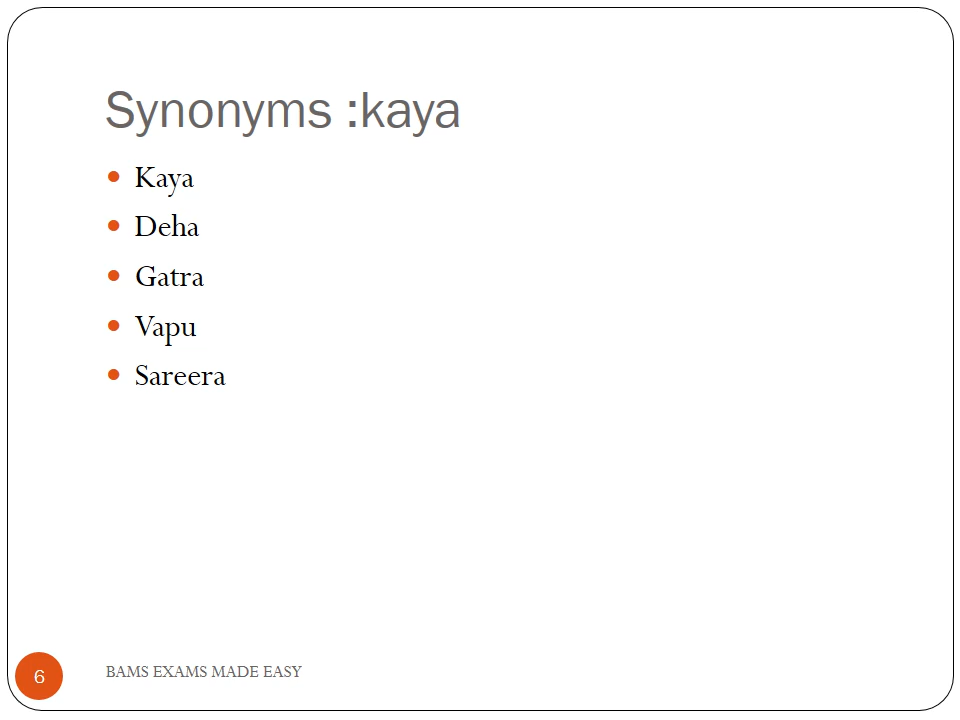 Synonyms :kaya
Kaya
Deha
Gatra
Vapu
Sareera
6
BAMS EXAMS MADE EASY